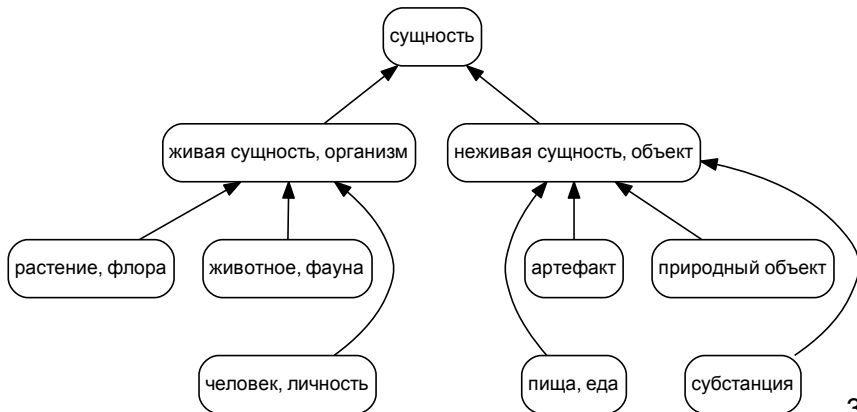 сущность
живая сущность, организм
неживая сущность, объект
растение, флора
животное, фауна
артефакт
природный объект
человек, личность
пища, еда
субстанция